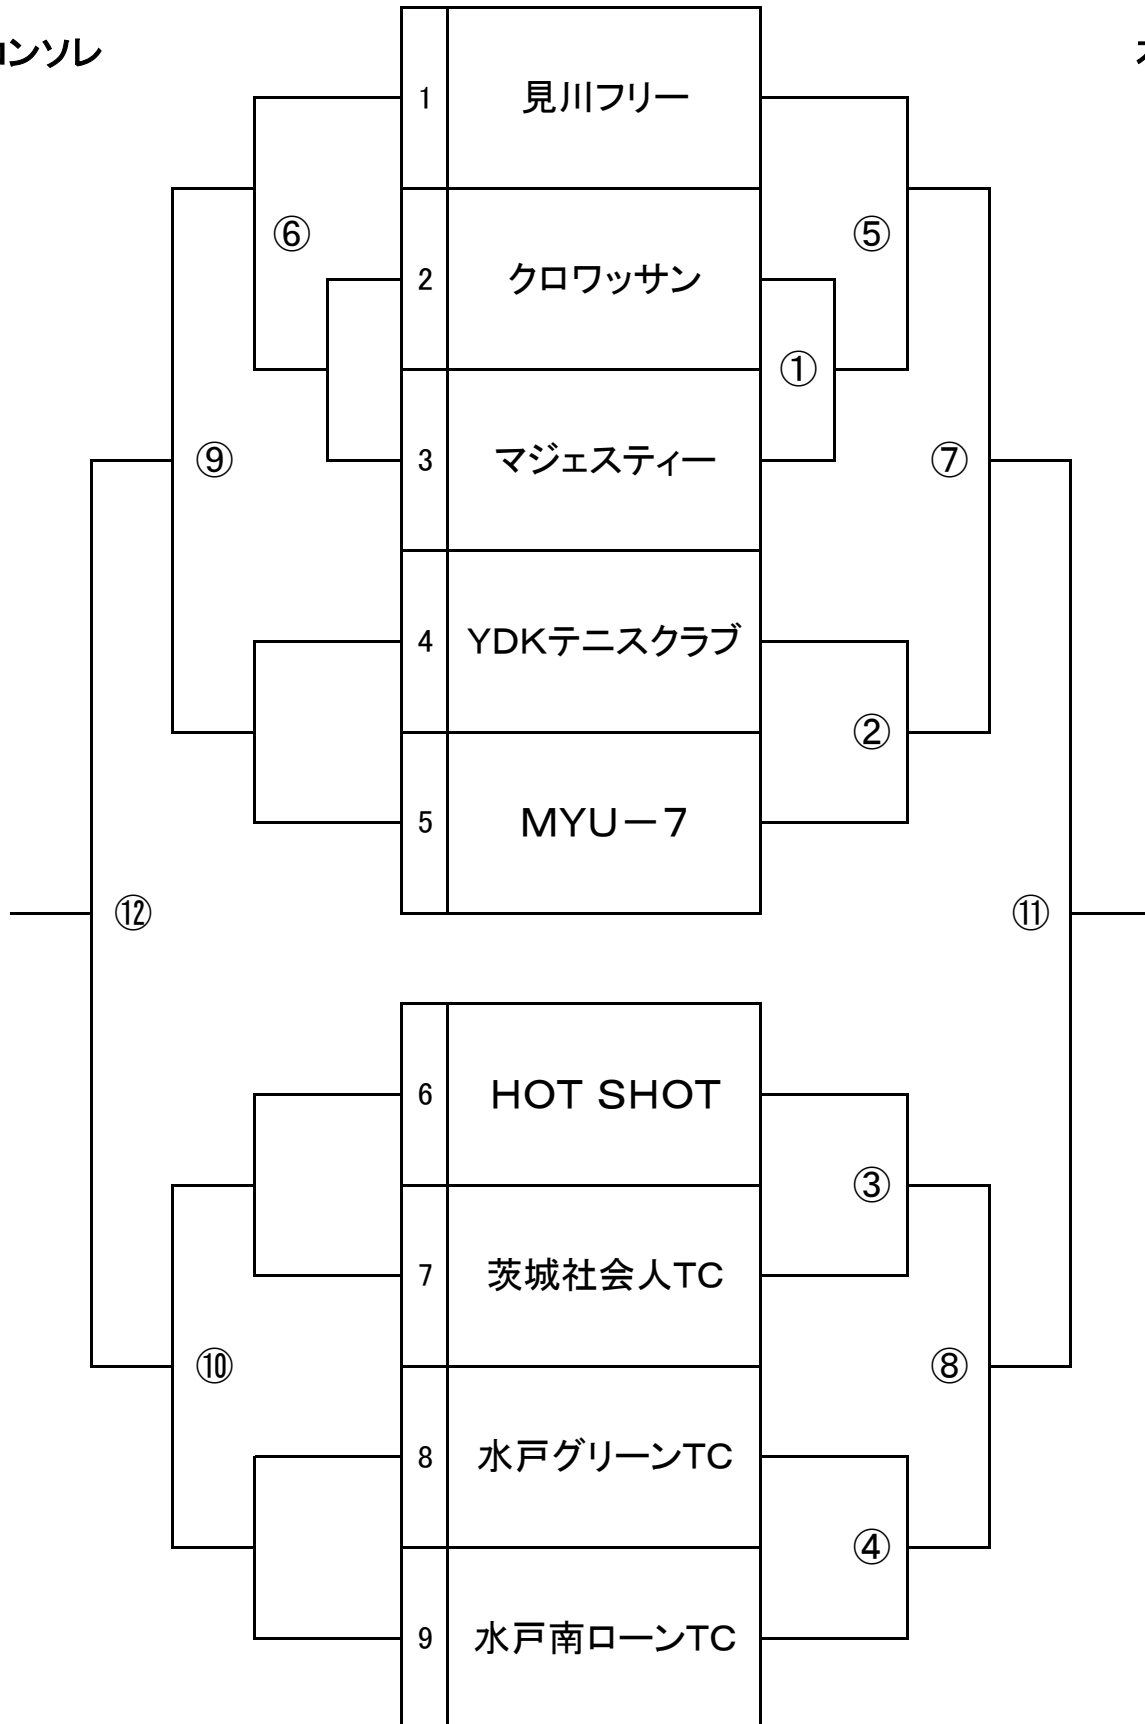 ンソレ
1 見川フリー
⑥ ⑤
2 クロワッサン
①
⑨ 3 マジェスティー ⑦
4 YDKテニスクラブ
②
5 MYU－7
⑫ ⑪
6 HOT SHOT
③
7 茨城社会人TC
⑩ ⑧
8 水戸グリーンTC
④
9 水戸南ローンTC